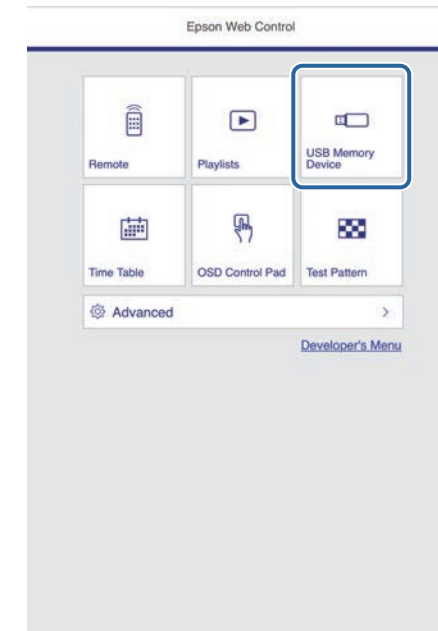 Epson Web Control
Remote
Playlists
USB Memory
Device
Time Table
OSD Control Pad
Test Pattern
Advanced
Developer's Menu